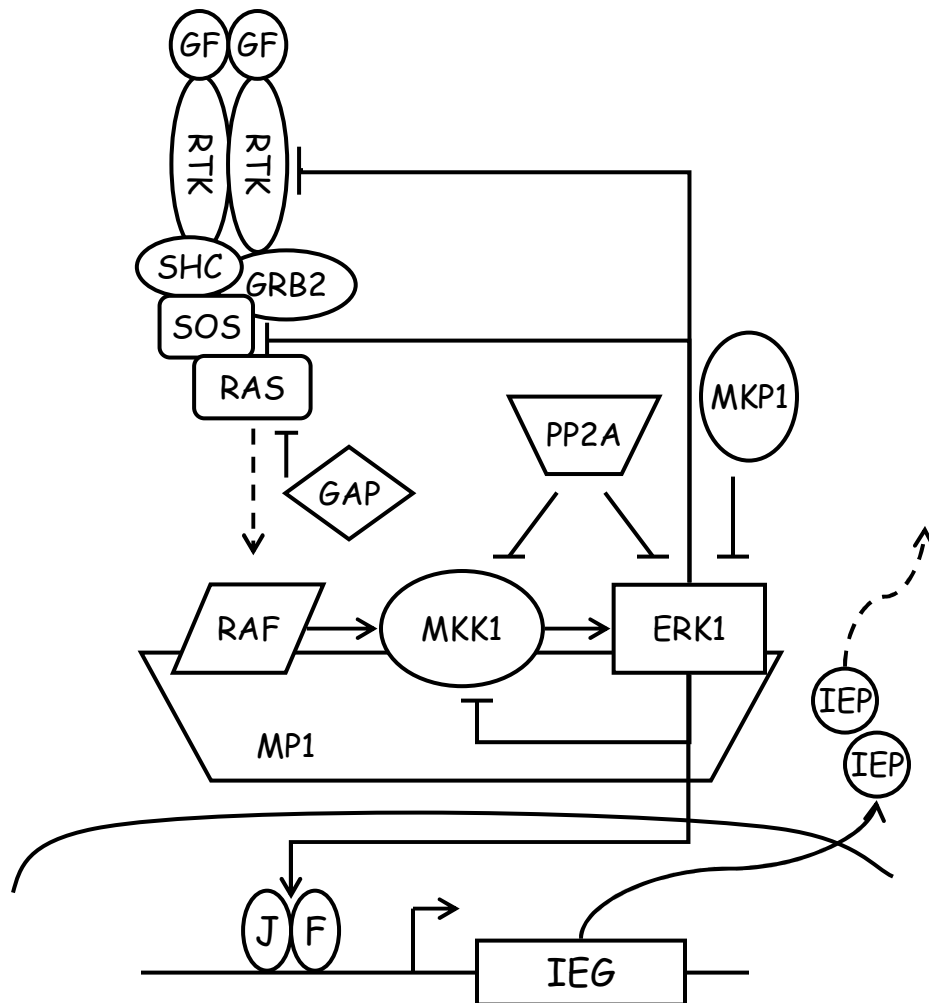 GF GF
RTK RTK
SHC
GRB2
SOS
RAS
MKP1
PP2A
GAP
RAF
MKK1
ERK1
IEP
MP1
IEP
J F
IEG